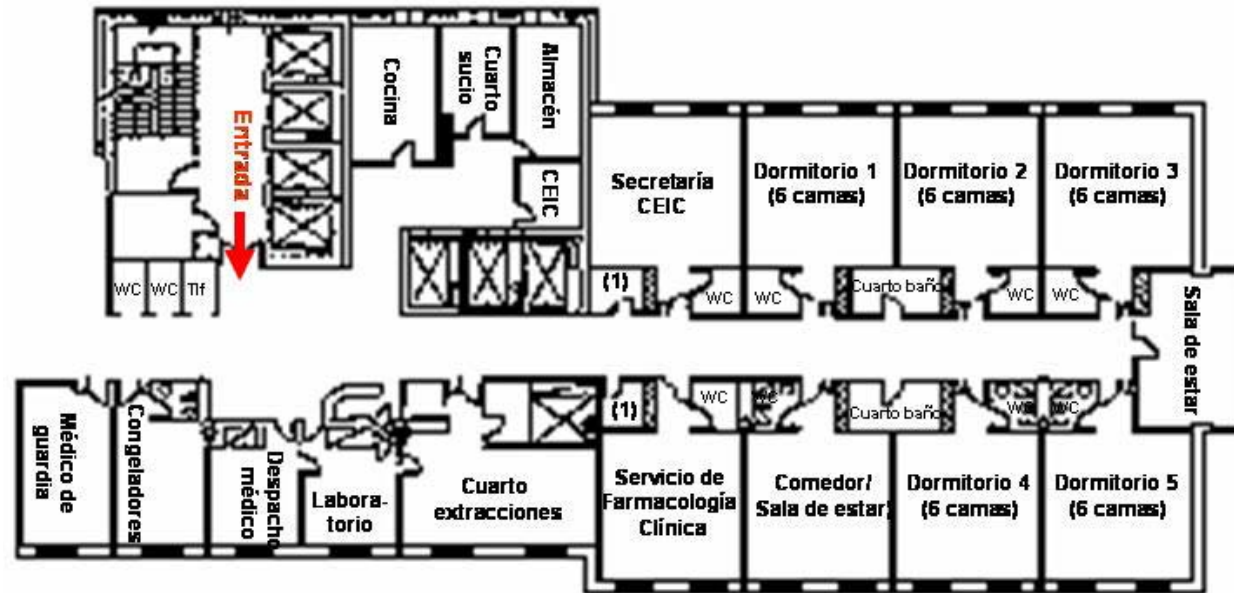 Entrada
Cocina
Cuarto
sucio
Almacén
CEIC
Secretaría
CEIC
Dormitorio 1
(6 camas)
Dormitorio 2
(6 camas)
Dormitorio 3
(6 camas)
WC
WC
Tlf
(1)
WC
WC
Cuarto baño
WC
WC
Sala de estar
Médico de
guardia
Congeladores
Despacho
médico
Labora-
torio
Cuarto
extracciones
(1)
WC
WC
Cuarto baño
WC
WC
Servicio de
Farmacología
Clínica
Comedor/
Sala de estar
Dormitorio 4
(6 camas)
Dormitorio 5
(6 camas)